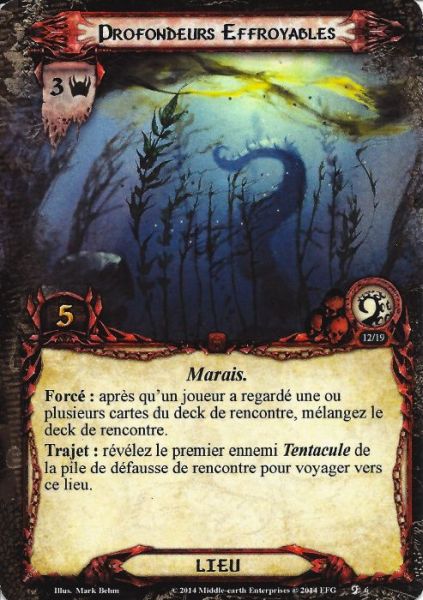 Profondeurs Effroyables
3
5
12/19
Marais.
Forcé : après qu'un joueur a regardé une ou
plusieurs cartes du deck de rencontre, mélangez le
deck de rencontre.
Trajet : révélez le premier ennemi Tentacule de
la pile de défausse de rencontre pour voyager vers
ce lieu.
LIEU
Illus. Mark Behm © 2014 Middle-earth Enterprises © 2014 FFG 6